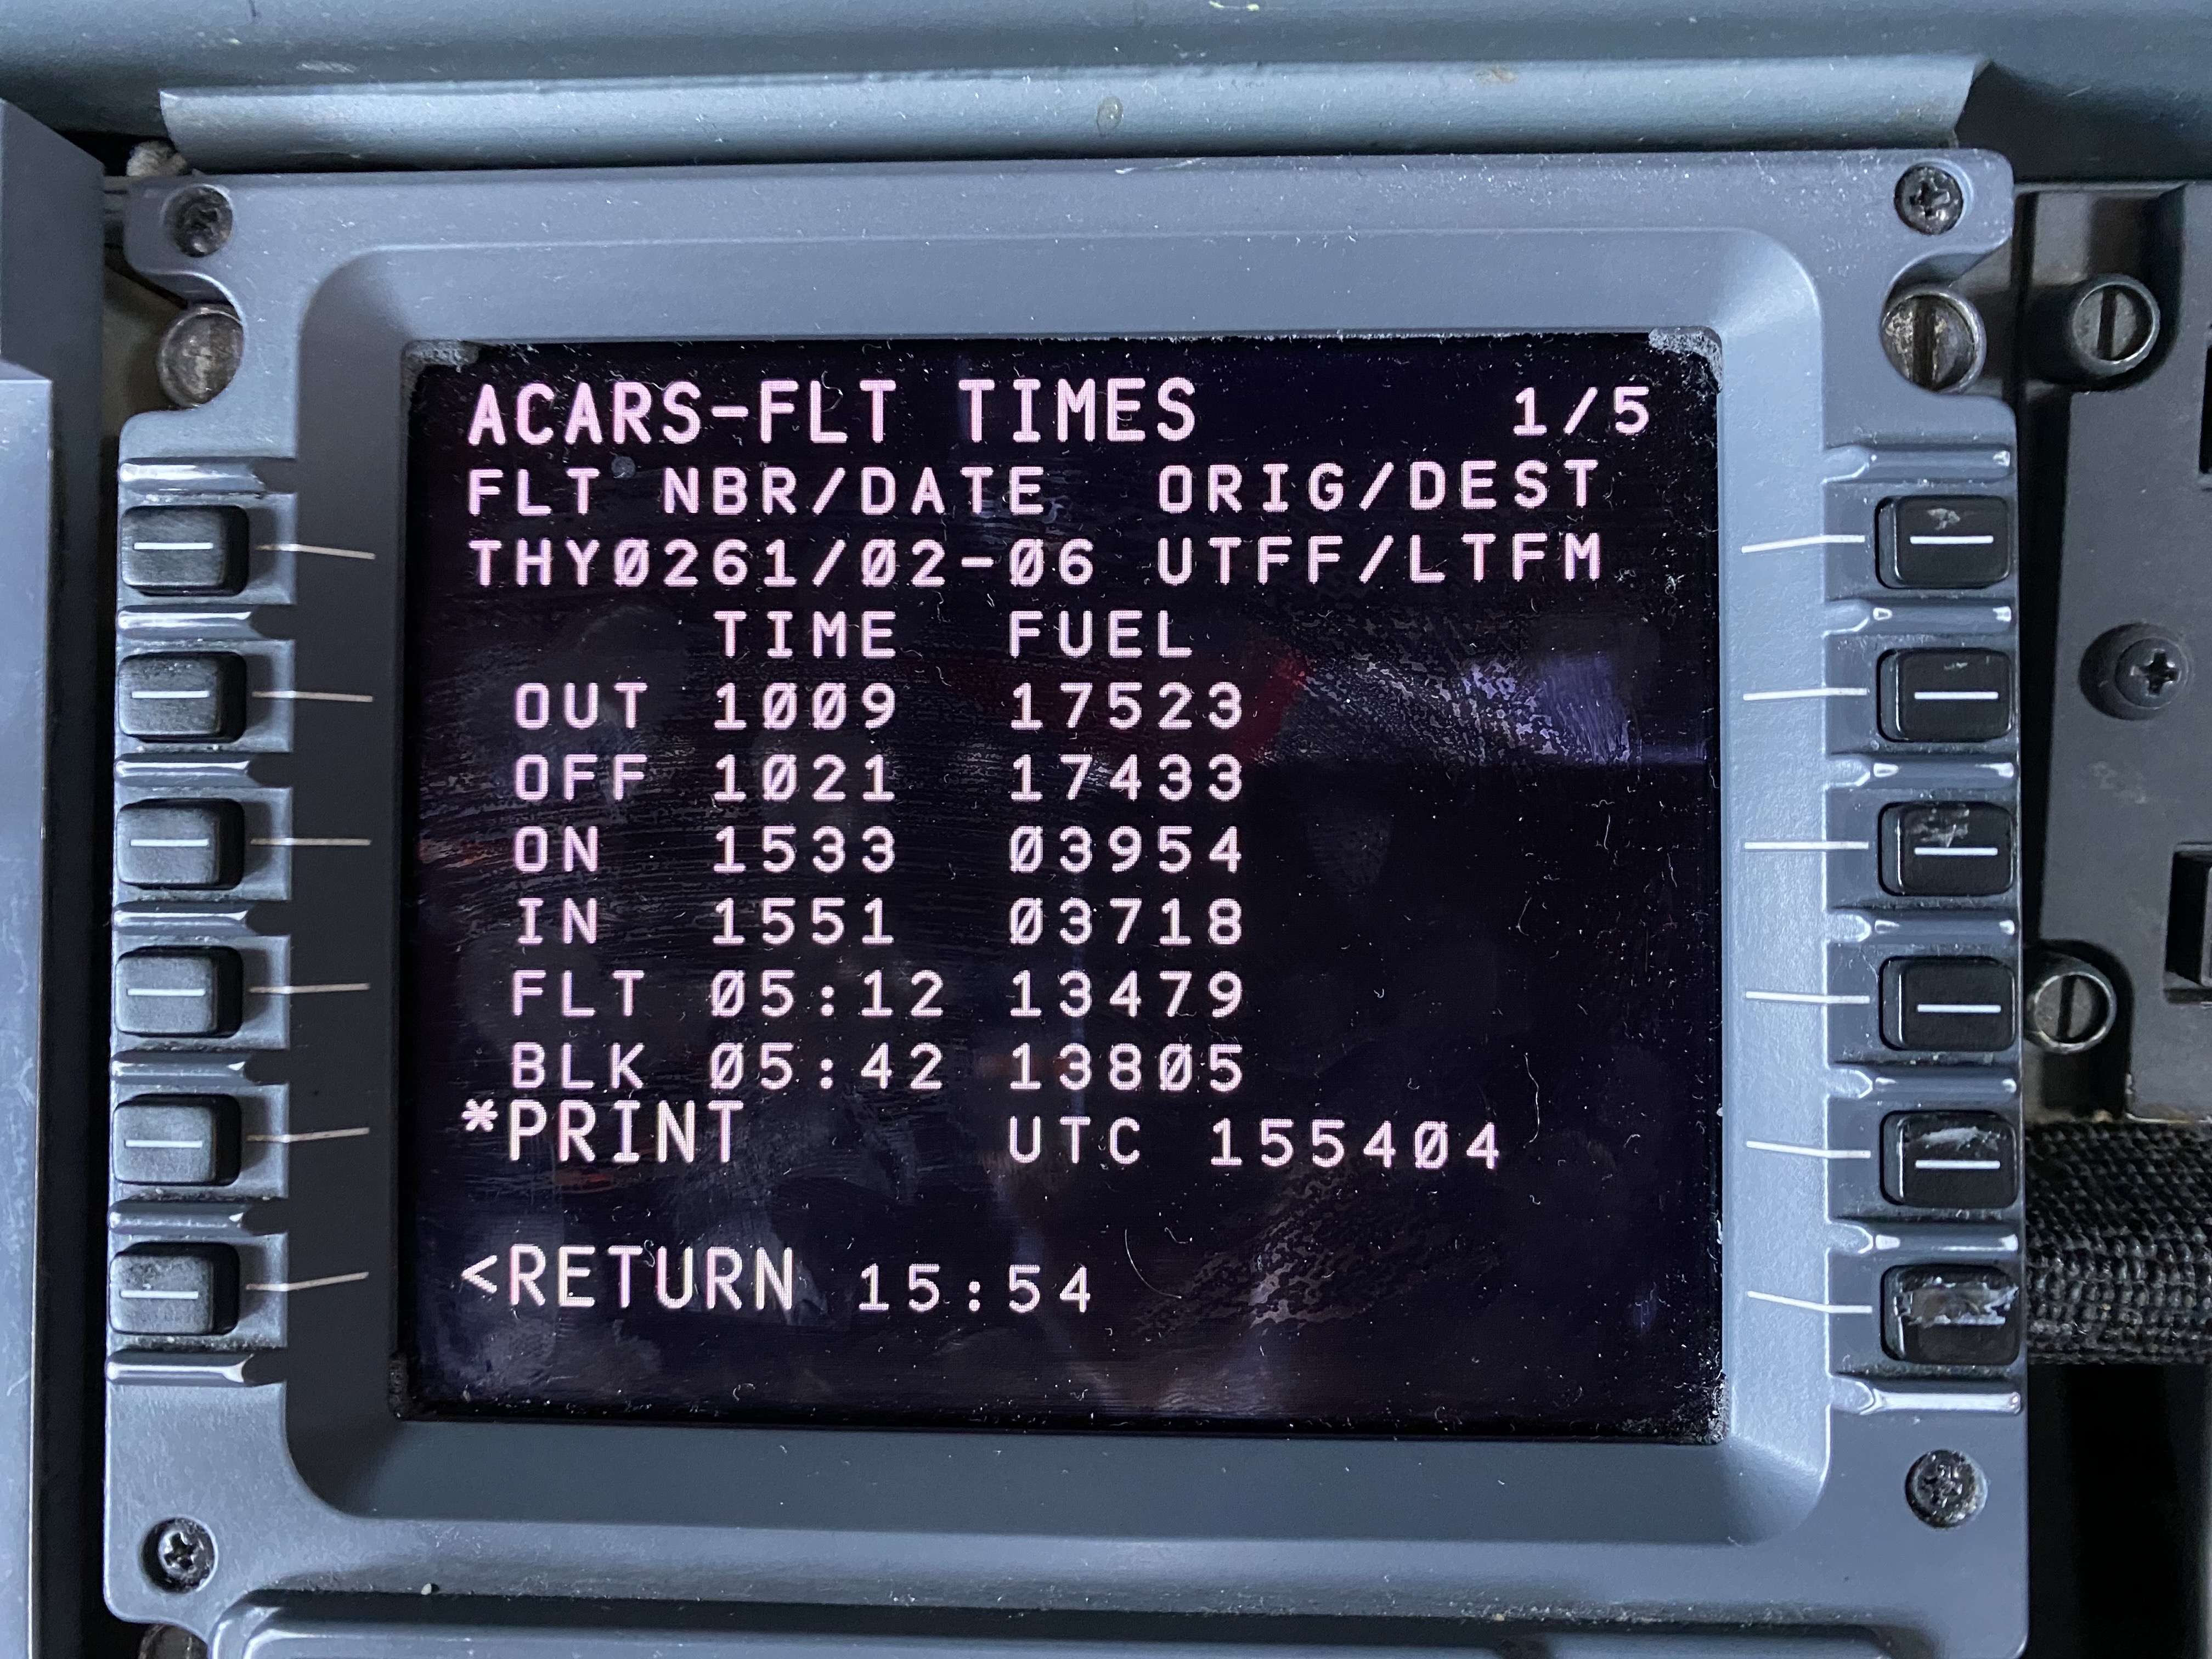 ACARS-FLT TIMES 1/5
FLT NBR/DATE ORIG/DEST
THY0261/02-06 UTFF/LTFM
TIME FUEL
OUT 1009 17523
OFF 1021 17433
ON 1533 03954
IN 1551 03718
FLT 05:12 13479
BLK 05:42 13805
*PRINT UTC 155404
<RETURN 15:54